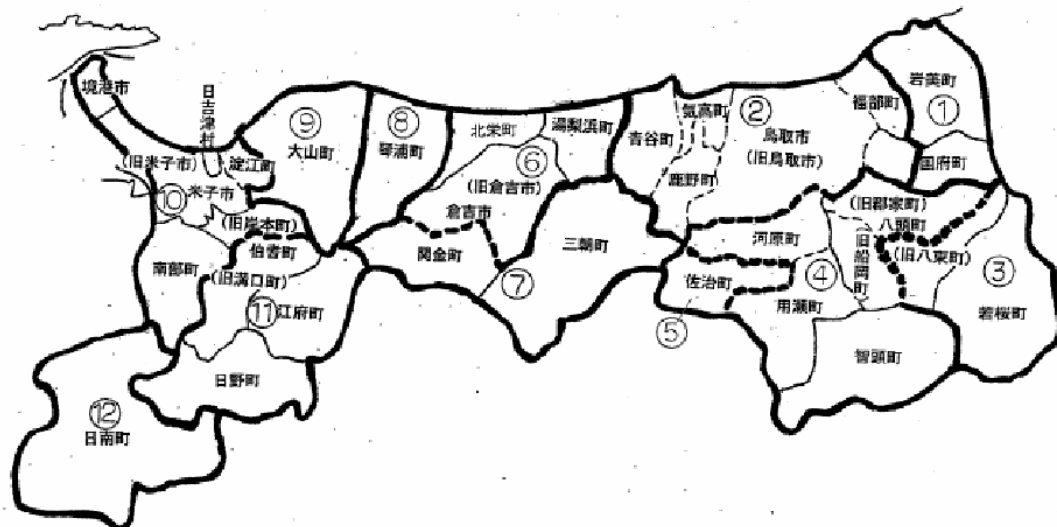 境港市
日吉津村
(旧米子市)
淀江町
⑩
米子市
(旧岸本町)
伯耆町
南部町
(旧溝口町)
⑪
江府町
日野町
⑫
日南町
⑨
大山町
⑧
琴浦町
北栄町
湯梨浜町
⑥
(旧倉吉市)
倉吉市
関金町
⑦
三朝町
青谷町
気高町
鹿野町
②
鳥取市
(旧鳥取市)
福部町
岩美町
①
国府町
(旧郡家町)
八頭町
旧船岡町
(旧八東町)
③
若桜町
河原町
④
佐治町
用瀬町
⑤
智頭町